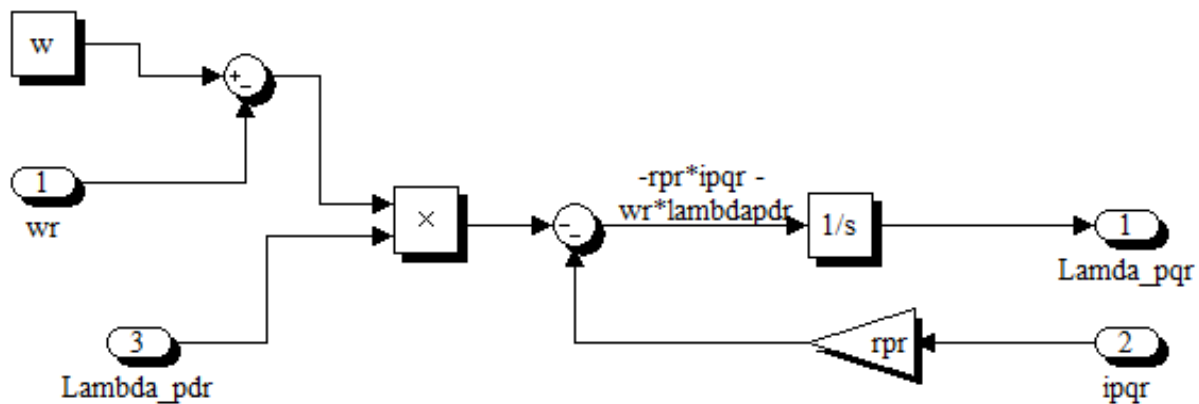 w
+
-
1
wr
×
-
-
-rpr*ipqr -
wr*lambdapdr
1/s
1
Lamda_pqr
3
Lambda_pdr
rpr
2
ipqr